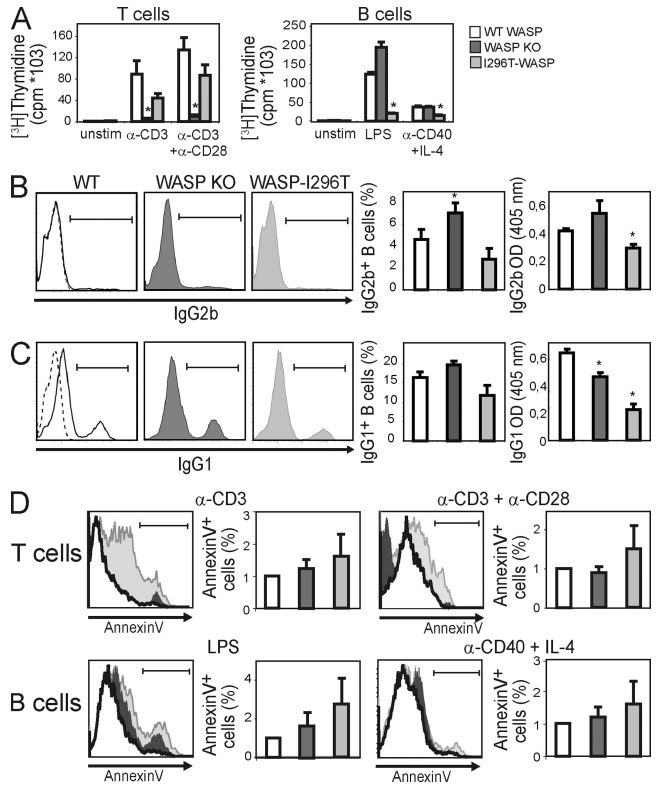 A
T cells
[³H]Thymidine
(cpm *103)
160
120
80
40
0
*
*
unstim α-CD3 α-CD3
+α-CD28
B cells
[³H]Thymidine
(cpm *103)
250
200
150
100
50
0
*
*
unstim LPS α-CD40
+IL-4
WT WASP
WASP KO
I296T-WASP
B
WT WASP KO WASP-I296T
IgG2b
IgG2b+ B cells (%)
8
6
4
2
0
*
IgG2b OD (405 nm)
0,6
0,2
0
*
C
IgG1
IgG1+ B cells (%)
20
15
10
5
0
IgG1 OD (405 nm)
0,6
0,4
0,2
0
*
*
D
T cells
α-CD3
AnnexinV
AnnexinV+
cells (%)
3
2
1
0
α-CD3 + α-CD28
AnnexinV
AnnexinV+
cells (%)
2
1
0
B cells
LPS
AnnexinV
AnnexinV+
cells (%)
4
2
0
α-CD40 + IL-4
AnnexinV
AnnexinV+
cells (%)
3
2
1
0